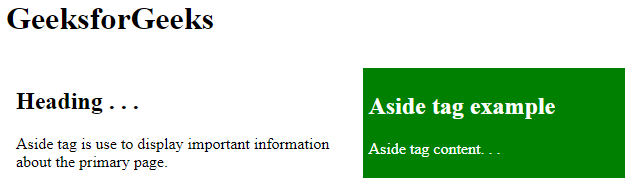 GeeksforGeeks
Heading . . .
Aside tag is use to display important information
about the primary page.
Aside tag example
Aside tag content. . .